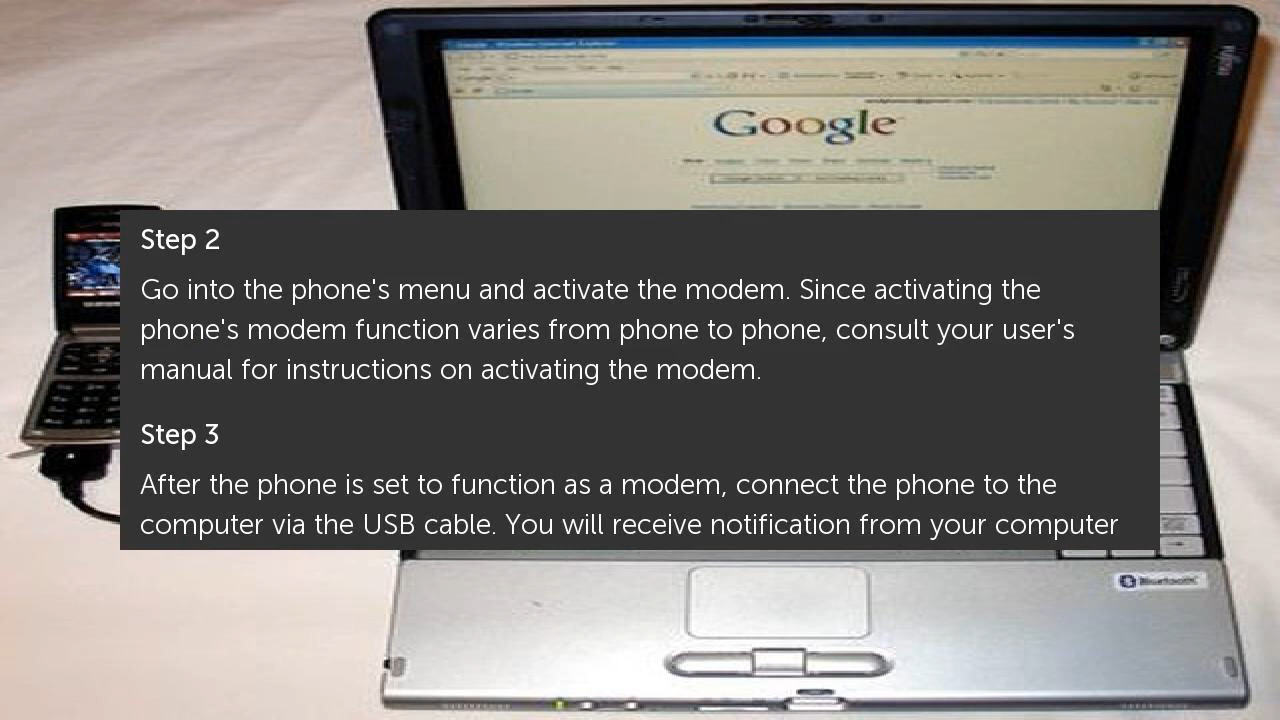 Google
FUJITSU
Step 2
Go into the phone's menu and activate the modem. Since activating the
phone's modem function varies from phone to phone, consult your user's
manual for instructions on activating the modem.
Step 3
After the phone is set to function as a modem, connect the phone to the
computer via the USB cable. You will receive notification from your computer
Bluetooth